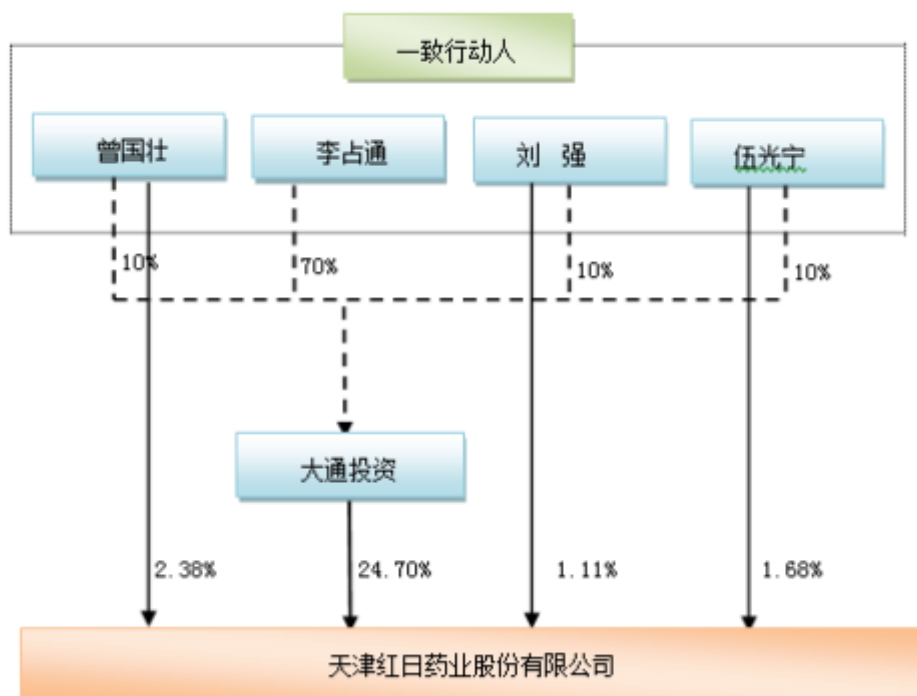 一致行动人
曾国壮
李占通
刘 强
伍光宁
10%
70%
10%
10%
大通投资
2.38%
24.70%
1.11%
1.68%
天津红日药业股份有限公司